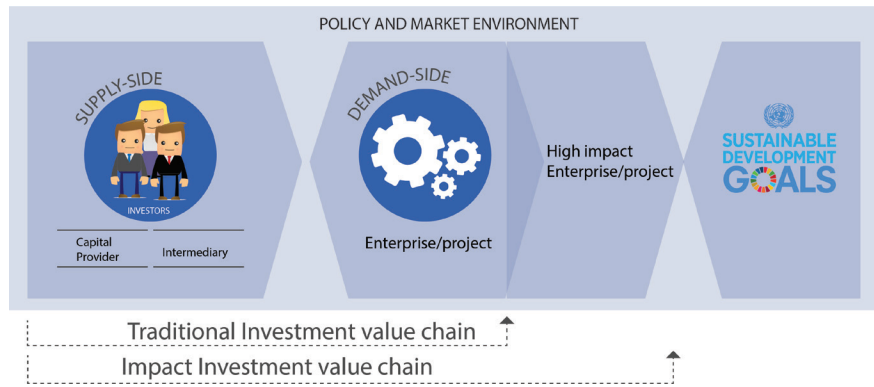 POLICY AND MARKET ENVIRONMENT
SUPPLY-SIDE
INVESTORS
Capital
Provider
Intermediary
DEMAND-SIDE
Enterprise/project
High impact
Enterprise/project
SUSTAINABLE
DEVELOPMENT
GOALS
Traditional Investment value chain
Impact Investment value chain